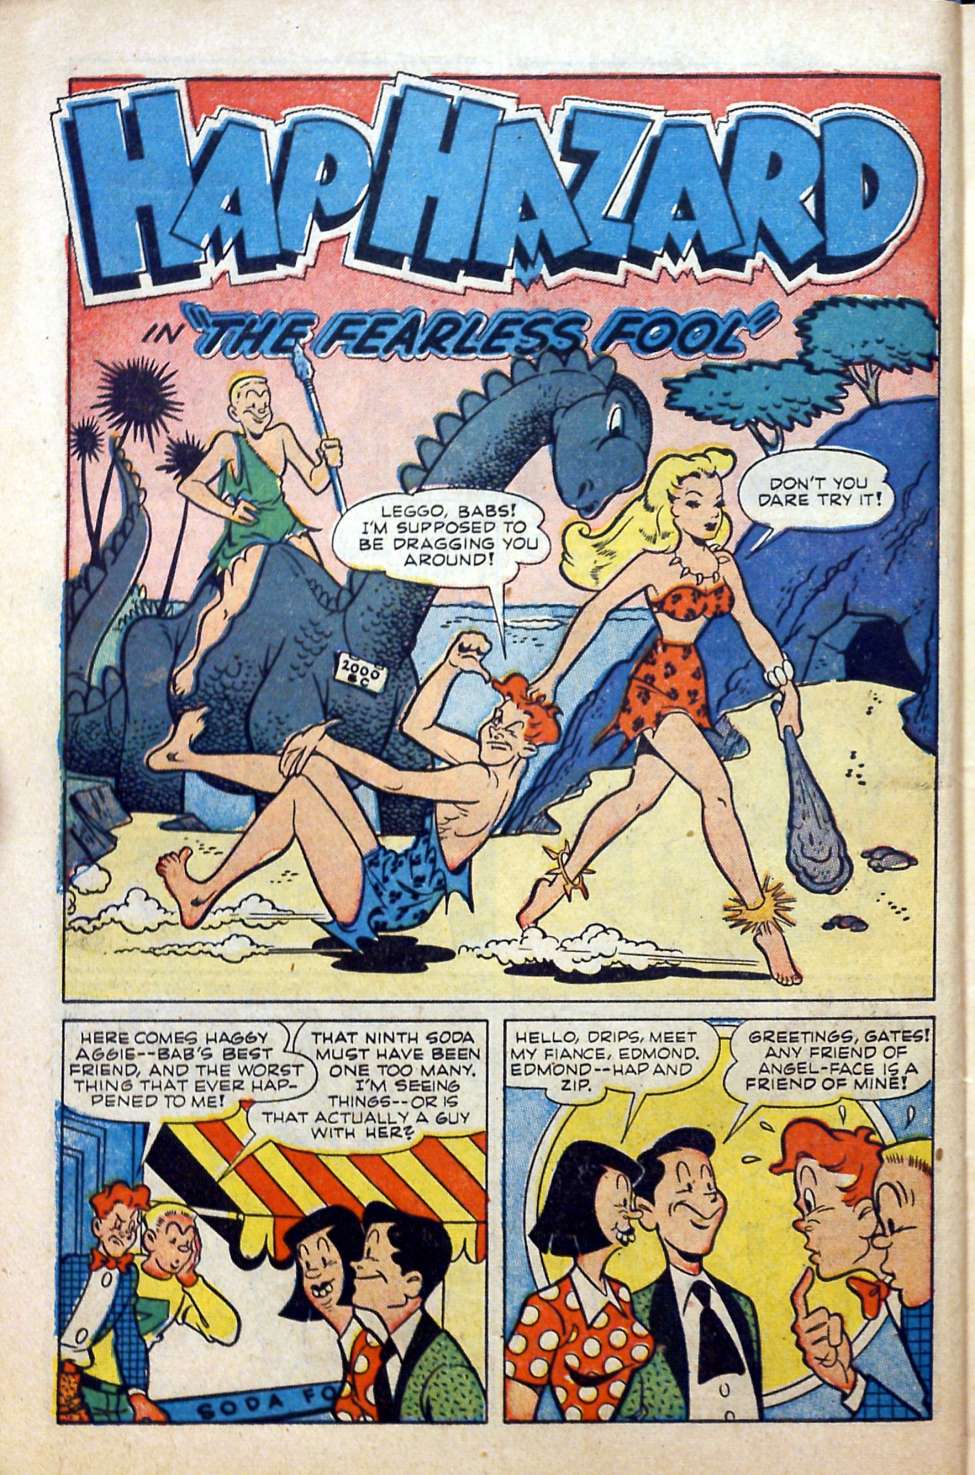 HAP HAZARD
IN "THE FEARLESS FOOL"
LEGGO, BABS!
I'M SUPPOSED TO
BE DRAGGING YOU
AROUND!
DON'T YOU
DARE TRY IT!
2000
BC
HERE COMES HAGGY
AGGIE--BAB'S BEST
FRIEND, AND THE WORST
THING THAT EVER HAP-
PENED TO ME!
THAT NINTH SODA
MUST HAVE BEEN
ONE TOO MANY.
I'M SEEING
THINGS--OR IS
THAT ACTUALLY A GUY
WITH HER?
SODA FO
HELLO, DRIPS, MEET
MY FIANCE, EDMOND.
EDMOND--HAP AND
ZIP.
GREETINGS, GATES!
ANY FRIEND OF
ANGEL-FACE IS A
FRIEND OF MINE!